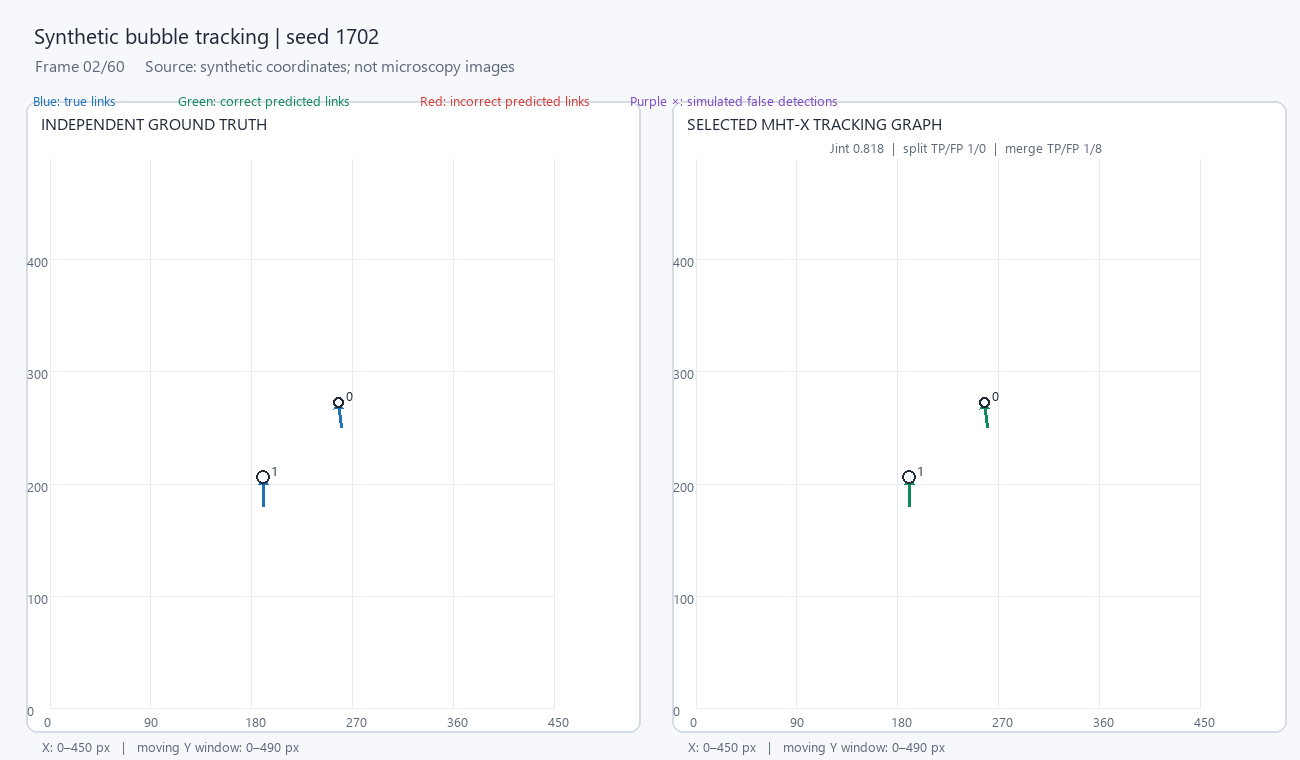 Synthetic bubble tracking | seed 1702
Frame 02/60 Source: synthetic coordinates; not microscopy images
Blue: true links Green: correct predicted links Red: incorrect predicted links Purple ×: simulated false detections
INDEPENDENT GROUND TRUTH
400
300
200
100
0
0 90 180 270 360 450
0
1
X: 0–450 px | moving Y window: 0–490 px
SELECTED MHT-X TRACKING GRAPH
Jint 0.818 | split TP/FP 1/0 | merge TP/FP 1/8
400
300
200
100
0
0 90 180 270 360 450
0
1
X: 0–450 px | moving Y window: 0–490 px